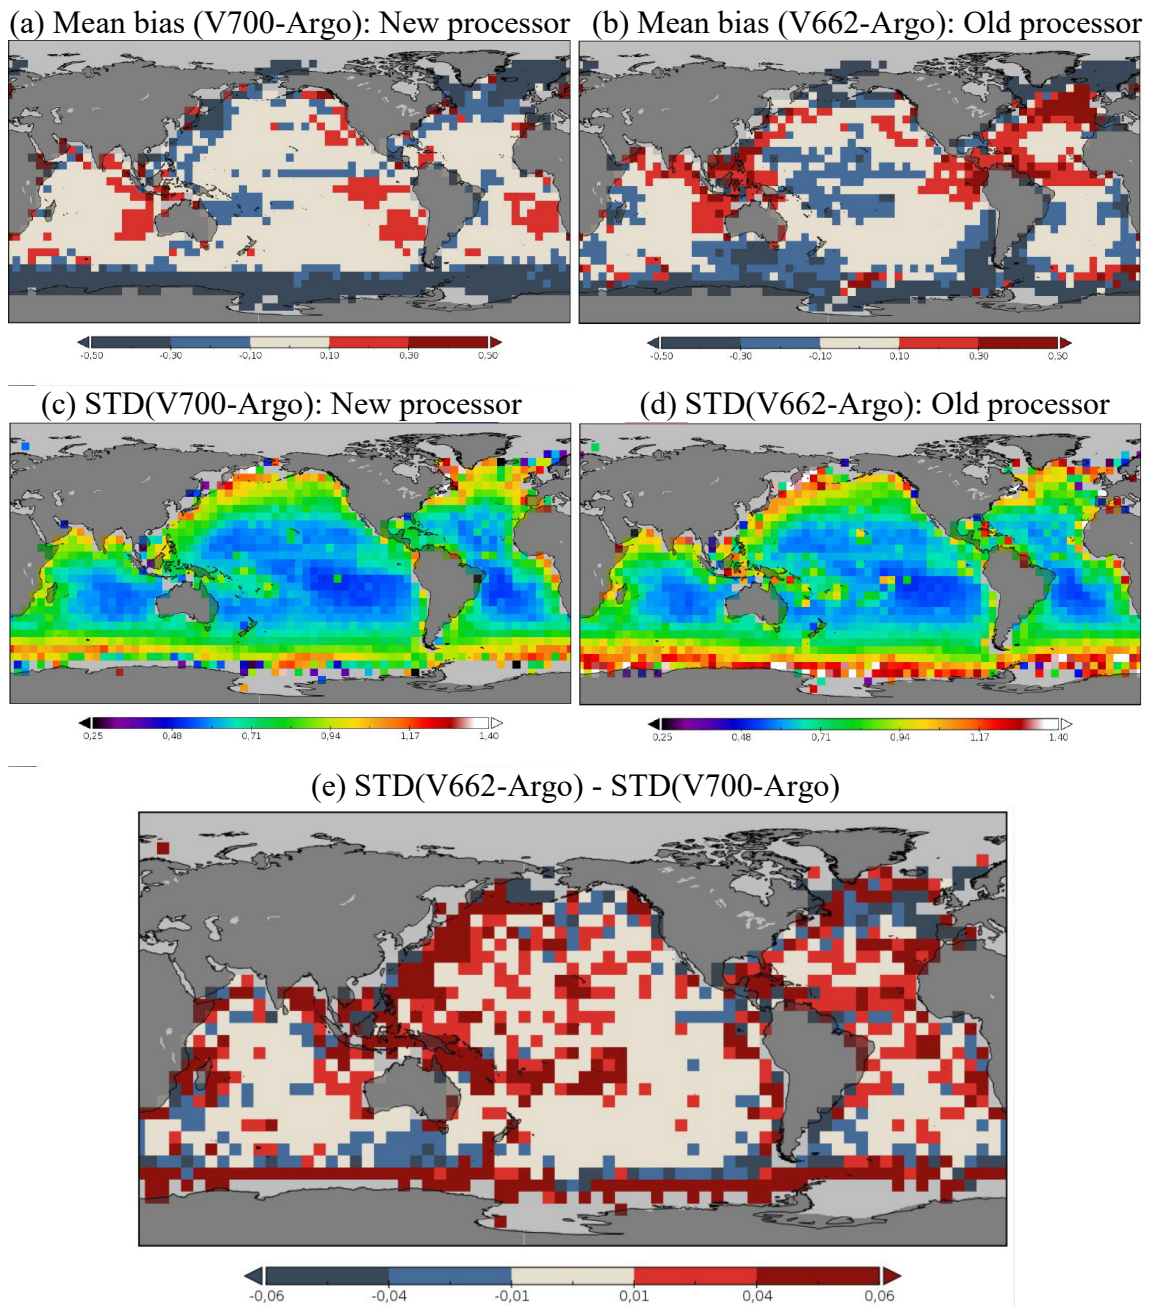 (a) Mean bias (V700-Argo): New processor
(b) Mean bias (V662-Argo): Old processor
-0,50 -0,30 -0,10 0,10 0,30 0,50
-0,50 -0,30 -0,10 0,10 0,30 0,50
(c) STD(V700-Argo): New processor
(d) STD(V662-Argo): Old processor
0,25 0,48 0,71 0,94 1,17 1,40
0,25 0,48 0,71 0,94 1,17 1,40
(e) STD(V662-Argo) - STD(V700-Argo)
-0,06 -0,04 -0,01 0,01 0,04 0,06